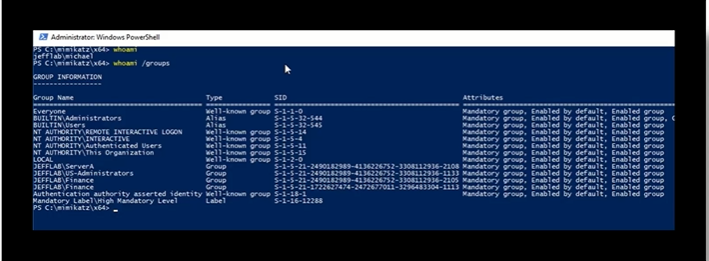 Administrator: Windows PowerShell
PS C:\mimikatz\x64> whoami
jefflab\michael
PS C:\mimikatz\x64> whoami /groups
GROUP INFORMATION
-----------------
Group Name Type SID Attributes
Everyone Well-known group S-1-1-0 Mandatory group, Enabled by default, Enabled group
BUILTIN\Administrators Alias S-1-5-32-544 Mandatory group, Enabled by default, Enabled group,
BUILTIN\Users Alias S-1-5-32-545 Mandatory group, Enabled by default, Enabled group
NT AUTHORITY\REMOTE INTERACTIVE LOGON Well-known group S-1-5-14 Mandatory group, Enabled by default, Enabled group
NT AUTHORITY\INTERACTIVE Well-known group S-1-5-4 Mandatory group, Enabled by default, Enabled group
NT AUTHORITY\Authenticated Users Well-known group S-1-5-11 Mandatory group, Enabled by default, Enabled group
NT AUTHORITY\This Organization Well-known group S-1-5-15 Mandatory group, Enabled by default, Enabled group
LOCAL Well-known group S-1-2-0 Mandatory group, Enabled by default, Enabled group
JEFFLAB\ServerA Group S-1-5-21-2490182989-4136226752-3308112936-2108 Mandatory group, Enabled by default, Enabled group
JEFFLAB\US-Administrators Group S-1-5-21-2490182989-4136226752-3308112936-1133 Mandatory group, Enabled by default, Enabled group
JEFFLAB\Finance Group S-1-5-21-2490182989-4136226752-3308112936-2105 Mandatory group, Enabled by default, Enabled group
JEFFLAB\Finance Group S-1-5-21-1722627474-2472677011-3296483304-1113 Mandatory group, Enabled by default, Enabled group
Authentication authority asserted identity Well-known group S-1-18-1 Mandatory group, Enabled by default, Enabled group
Mandatory Label\High Mandatory Level Label S-1-16-12288
PS C:\mimikatz\x64> _